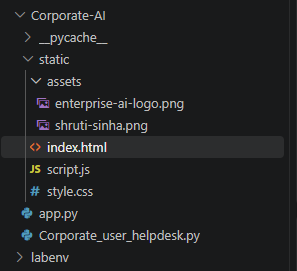 Corporate-AI
__pycache__
static
assets
enterprise-ai-logo.png
shruti-sinha.png
<> index.html
JS script.js
# style.css
app.py
Corporate_user_helpdesk.py
labenv